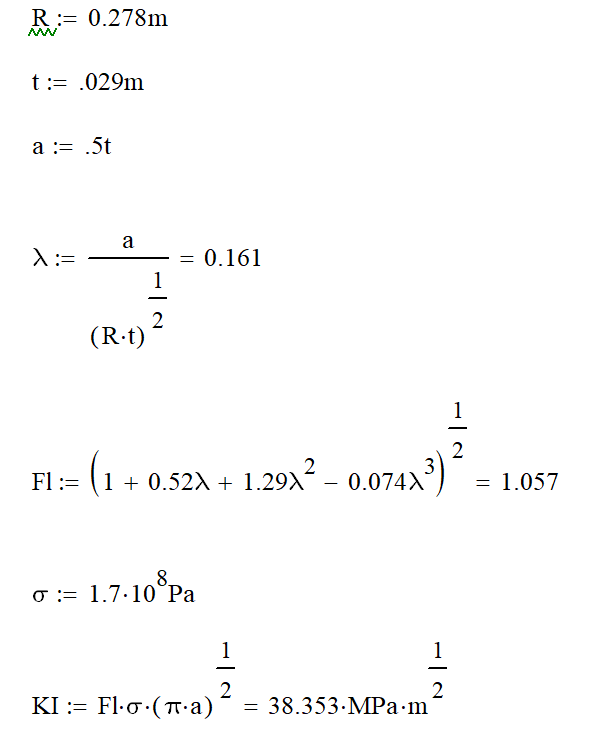 R := 0.278m
t := .029m
a := .5t
λ := a / (R·t)^(1/2) = 0.161
Fl := (1 + 0.52λ + 1.29λ^2 − 0.074λ^3)^(1/2) = 1.057
σ := 1.7·10^8 Pa
KI := Fl·σ·(π·a)^(1/2) = 38.353·MPa·m^(1/2)